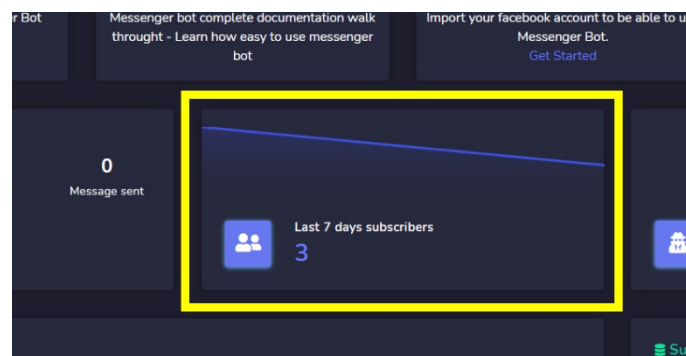 r Bot
Messenger bot complete documentation walk
throught - Learn how easy to use messenger
bot
Import your facebook account to be able to u
Messenger Bot.
Get Started
0
Message sent
Last 7 days subscribers
3
Su